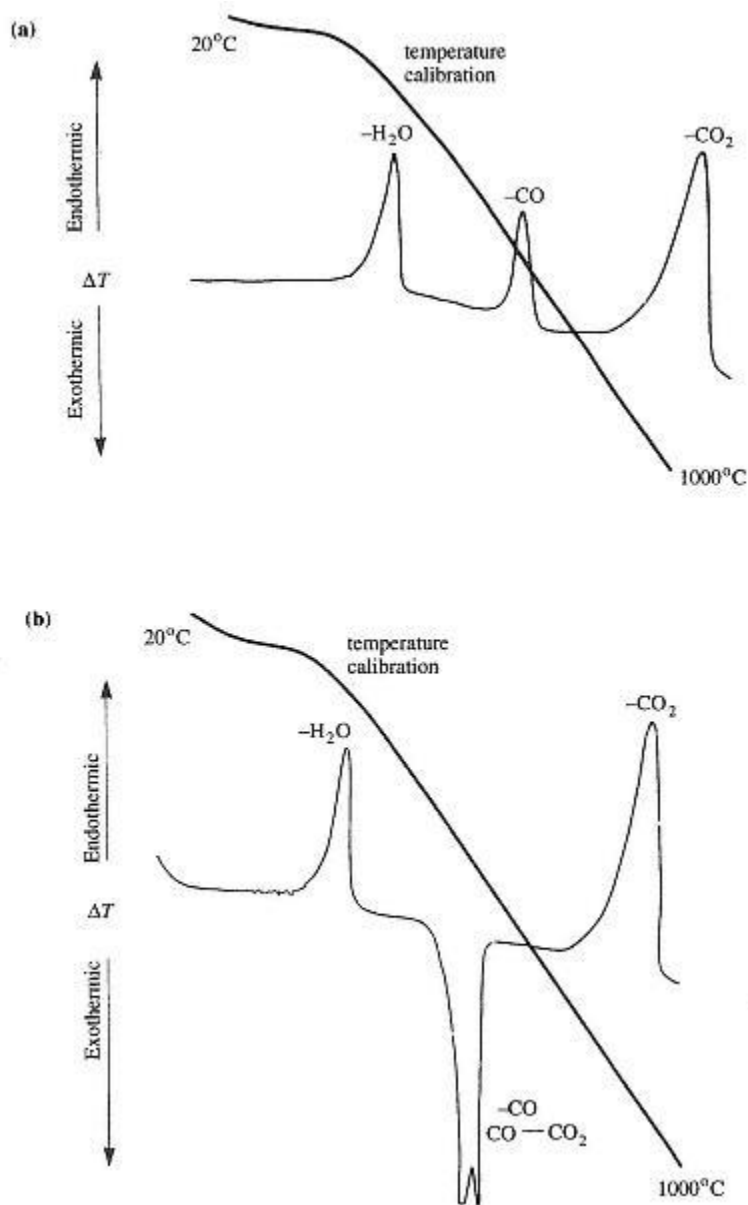 (a)
20°C
temperature
calibration
–H₂O
–CO
–CO₂
Endothermic
ΔT
Exothermic
1000°C
(b)
20°C
temperature
calibration
–H₂O
–CO₂
Endothermic
ΔT
Exothermic
–CO
CO — CO₂
1000°C